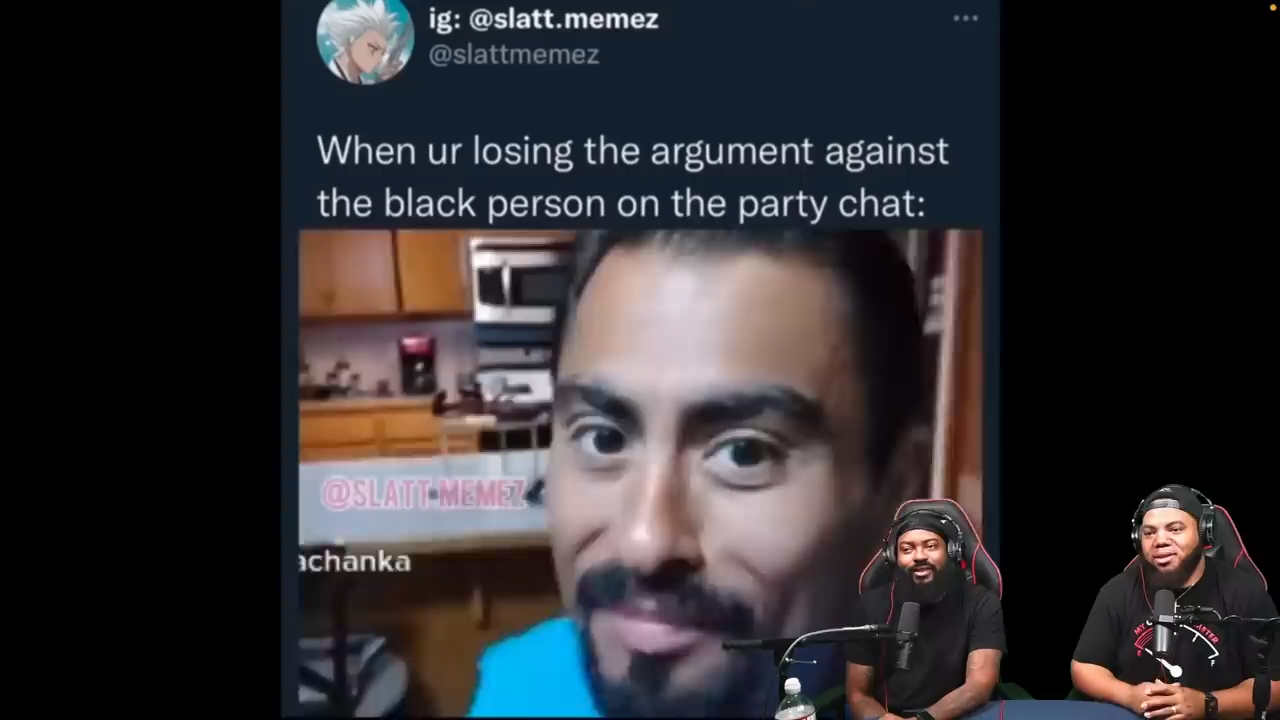 ig: @slatt.memez
@slattmemez
When ur losing the argument against
the black person on the party chat:
@SLATT-MEMEZ
achanka